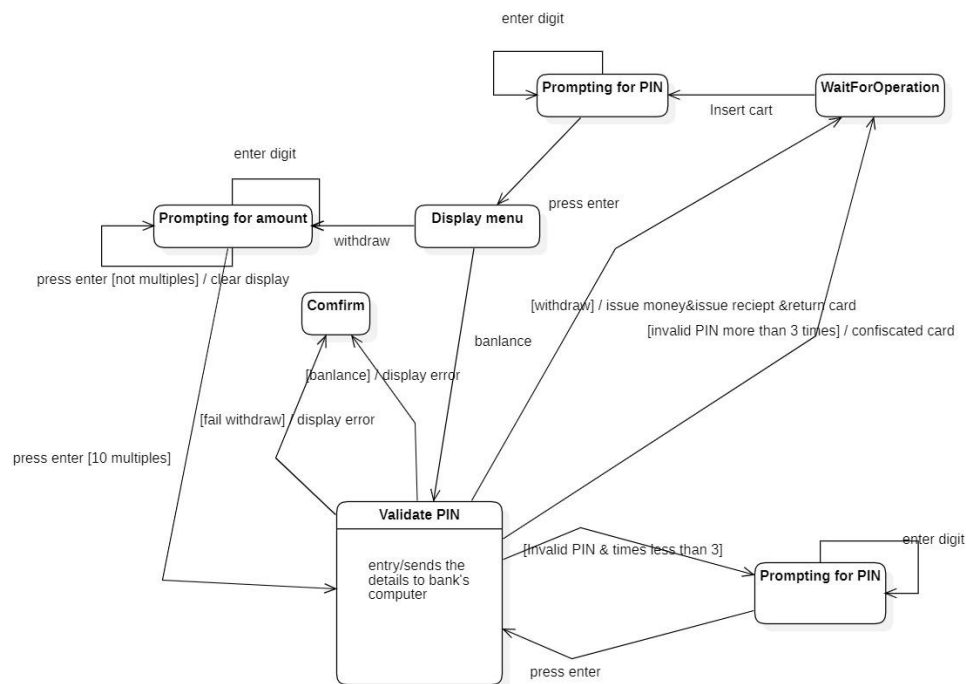 enter digit
Prompting for PIN
WaitForOperation
Insert cart
enter digit
press enter
Prompting for amount
Display menu
withdraw
press enter [not multiples] / clear display
Comfirm
[withdraw] / issue money&issue reciept &return card
[invalid PIN more than 3 times] / confiscated card
banlance
[banlance] / display error
[fail withdraw] / display error
press enter [10 multiples]
Validate PIN
entry/sends the
details to bank's
computer
[Invalid PIN & times less than 3]
enter digit
Prompting for PIN
press enter